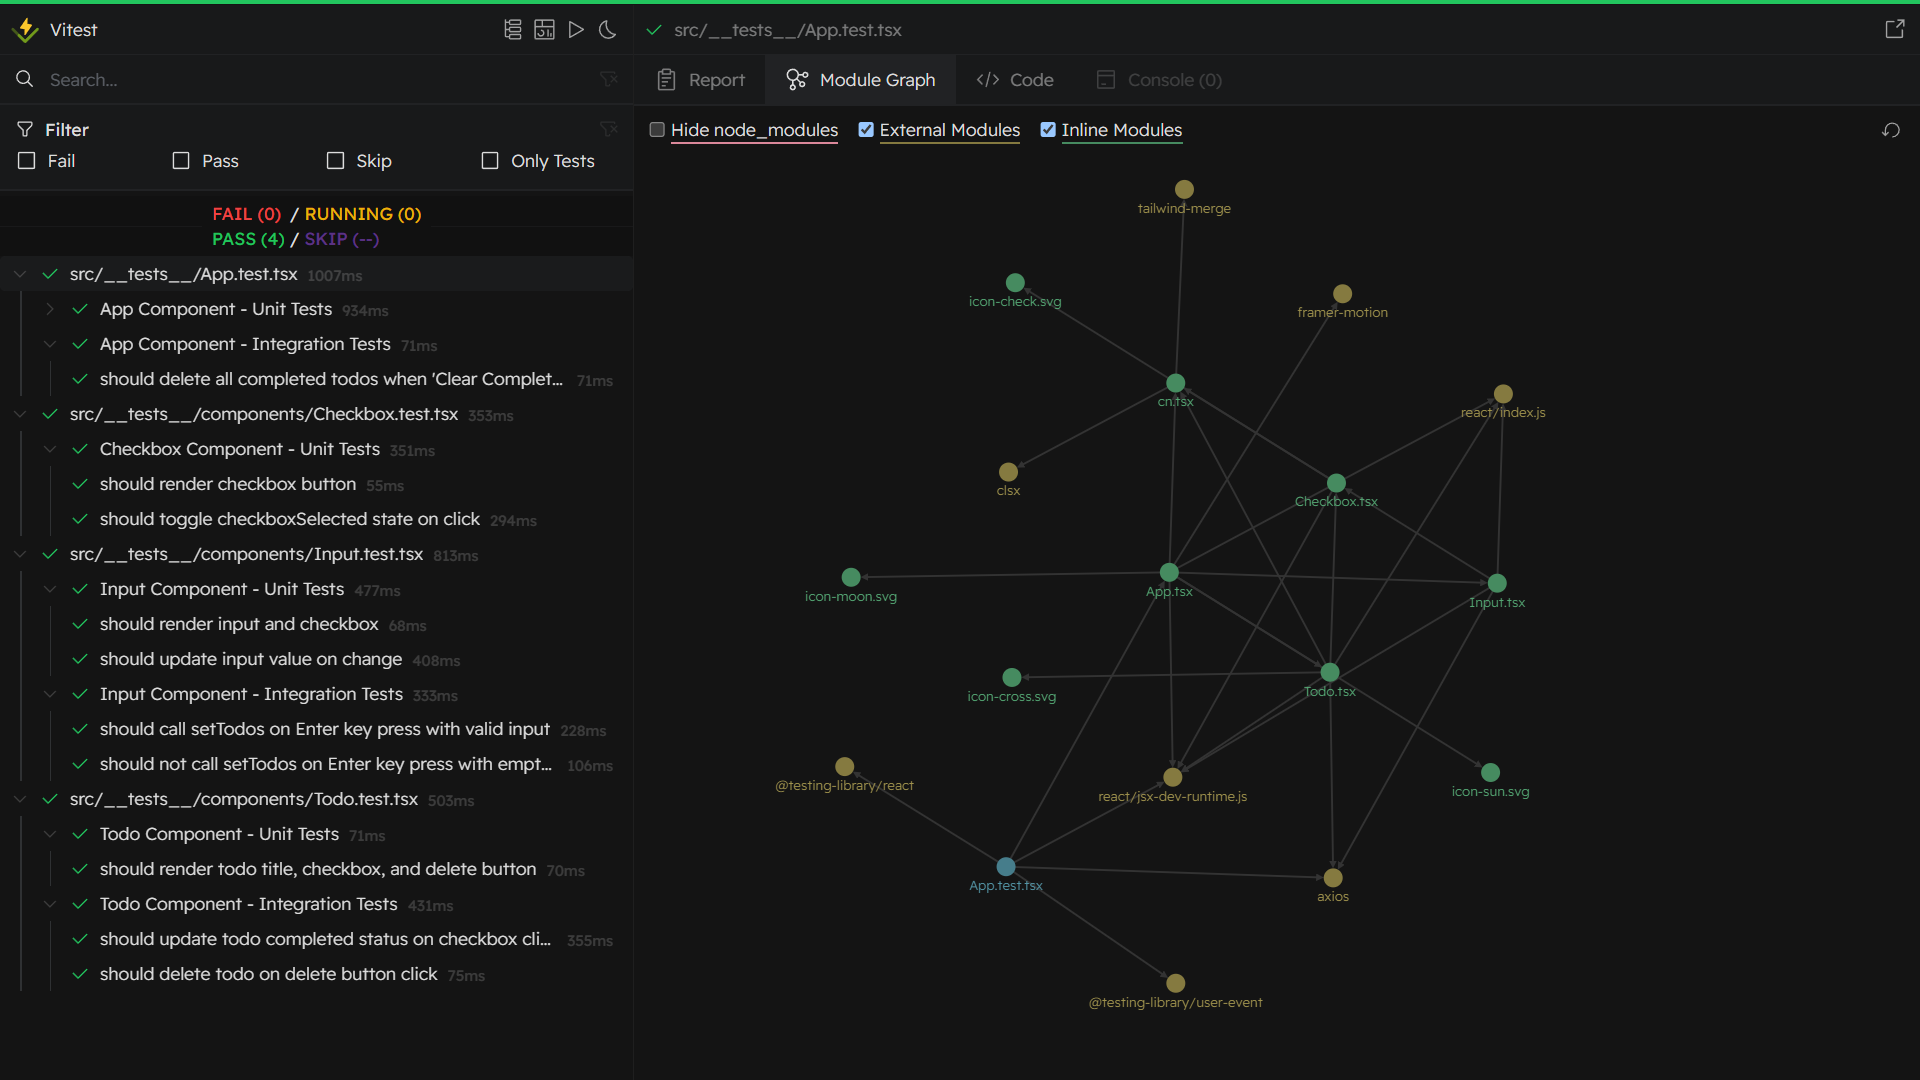 Vitest
Search...
Filter
Fail
Pass
Skip
Only Tests
FAIL (0) / RUNNING (0)
PASS (4) / SKIP (--)
src/__tests__/App.test.tsx 1007ms
App Component - Unit Tests 934ms
App Component - Integration Tests 71ms
should delete all completed todos when 'Clear Complet... 71ms
src/__tests__/components/Checkbox.test.tsx 353ms
Checkbox Component - Unit Tests 351ms
should render checkbox button 55ms
should toggle checkboxSelected state on click 294ms
src/__tests__/components/Input.test.tsx 813ms
Input Component - Unit Tests 477ms
should render input and checkbox 68ms
should update input value on change 408ms
Input Component - Integration Tests 333ms
should call setTodos on Enter key press with valid input 228ms
should not call setTodos on Enter key press with empt... 106ms
src/__tests__/components/Todo.test.tsx 503ms
Todo Component - Unit Tests 71ms
should render todo title, checkbox, and delete button 70ms
Todo Component - Integration Tests 431ms
should update todo completed status on checkbox cli... 355ms
should delete todo on delete button click 75ms
src/__tests__/App.test.tsx
Report
Module Graph
Code
Console (0)
Hide node_modules
External Modules
Inline Modules
tailwind-merge
icon-check.svg
framer-motion
cn.tsx
react/index.js
clsx
Checkbox.tsx
icon-moon.svg
App.tsx
Input.tsx
icon-cross.svg
Todo.tsx
@testing-library/react
react/jsx-dev-runtime.js
icon-sun.svg
App.test.tsx
axios
@testing-library/user-event